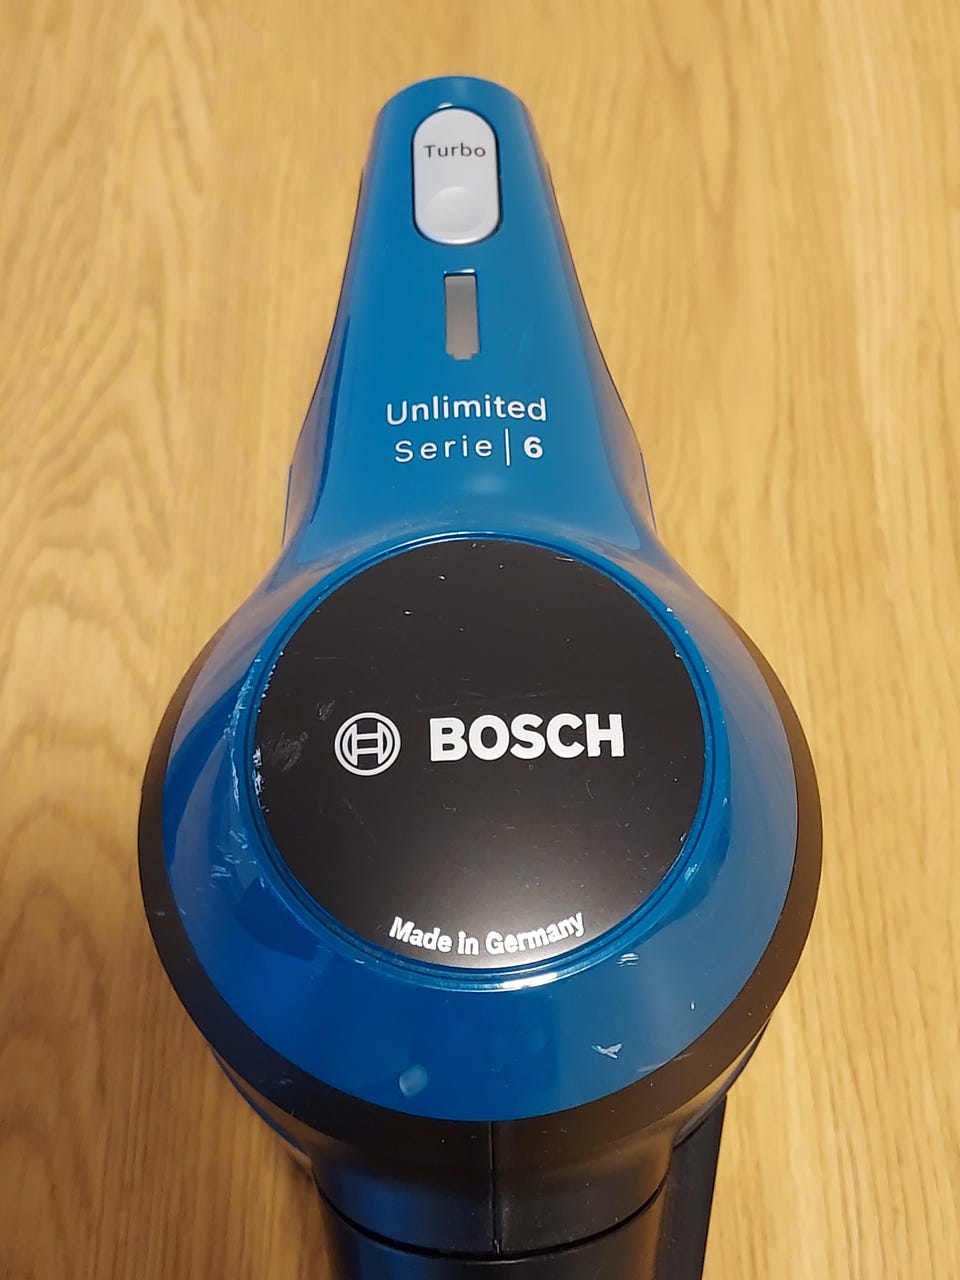 Turbo
Unlimited
Serie | 6
BOSCH
Made in Germany